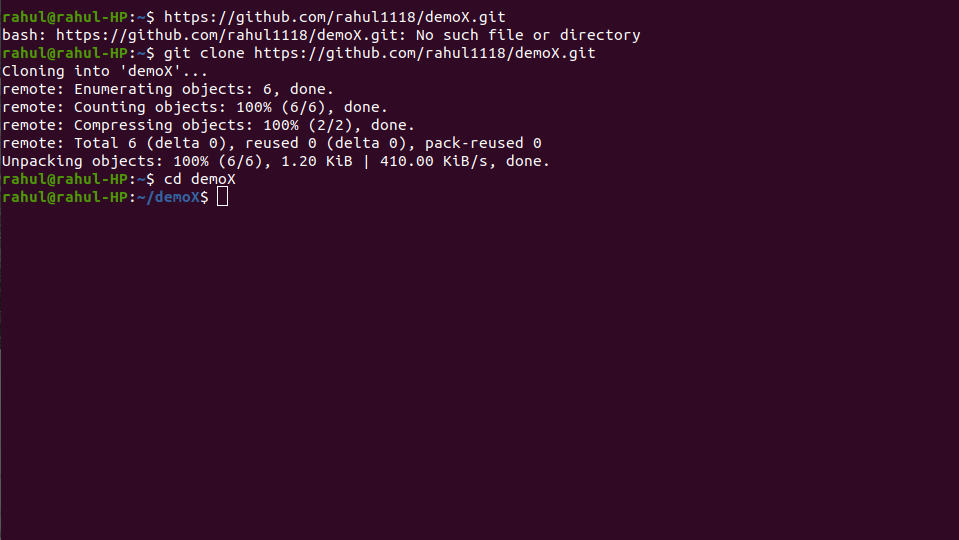 rahul@rahul-HP:~$ https://github.com/rahul1118/demoX.git
bash: https://github.com/rahul1118/demoX.git: No such file or directory
rahul@rahul-HP:~$ git clone https://github.com/rahul1118/demoX.git
Cloning into 'demoX'...
remote: Enumerating objects: 6, done.
remote: Counting objects: 100% (6/6), done.
remote: Compressing objects: 100% (2/2), done.
remote: Total 6 (delta 0), reused 0 (delta 0), pack-reused 0
Unpacking objects: 100% (6/6), 1.20 KiB | 410.00 KiB/s, done.
rahul@rahul-HP:~$ cd demoX
rahul@rahul-HP:~/demoX$